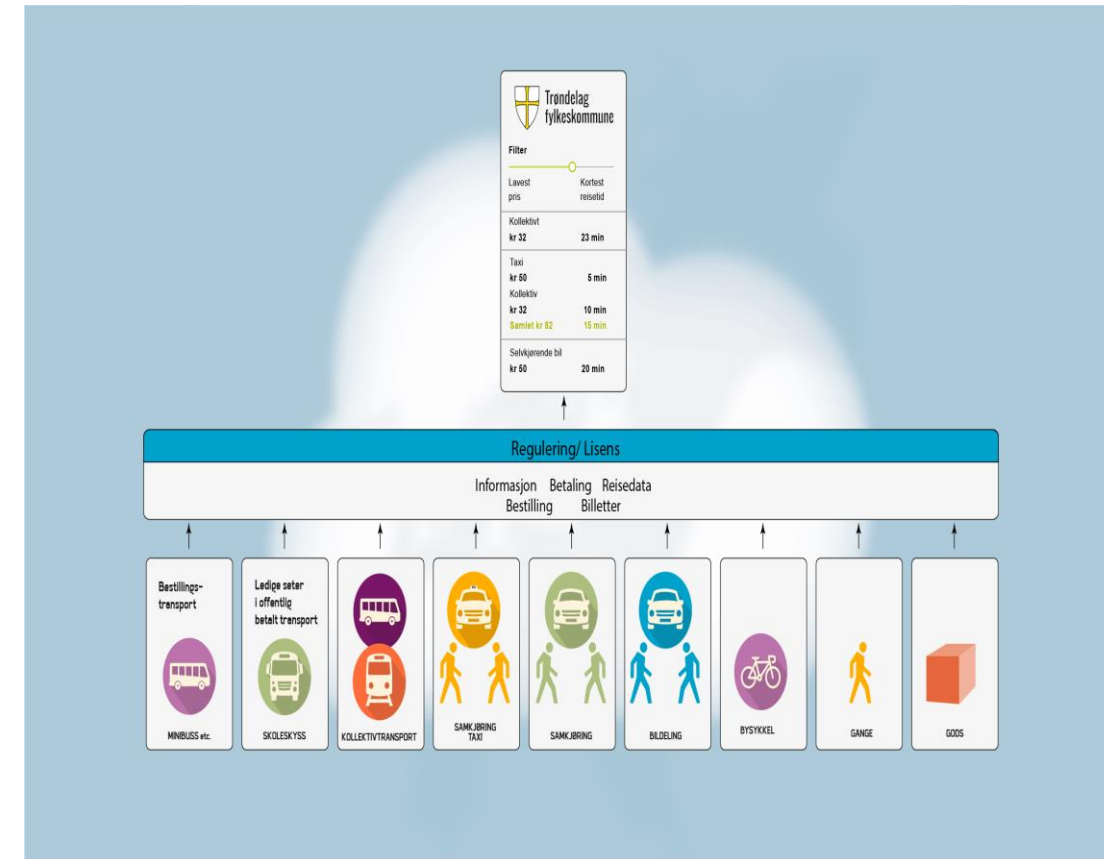 Trøndelag
fylkeskommune
Filter
Lavest Kortest
pris reisetid
Kollektivt
kr 32 23 min
Taxi
kr 50 5 min
Kollektiv
kr 32 10 min
Samlet kr 82 15 min
Selvkjørende bil
kr 50 20 min
Regulering/ Lisens
Informasjon Betaling Reisedata
Bestilling Billetter
Bestillings-
transport
MINIBUSS etc.
Ledige seter
i offentlig
betalt transport
SKOLESKYSS
KOLLEKTIVTRANSPORT
SAMKJØRING
TAXI
SAMKJØRING
BILDELING
BYSYKKEL
GANGE
GODS